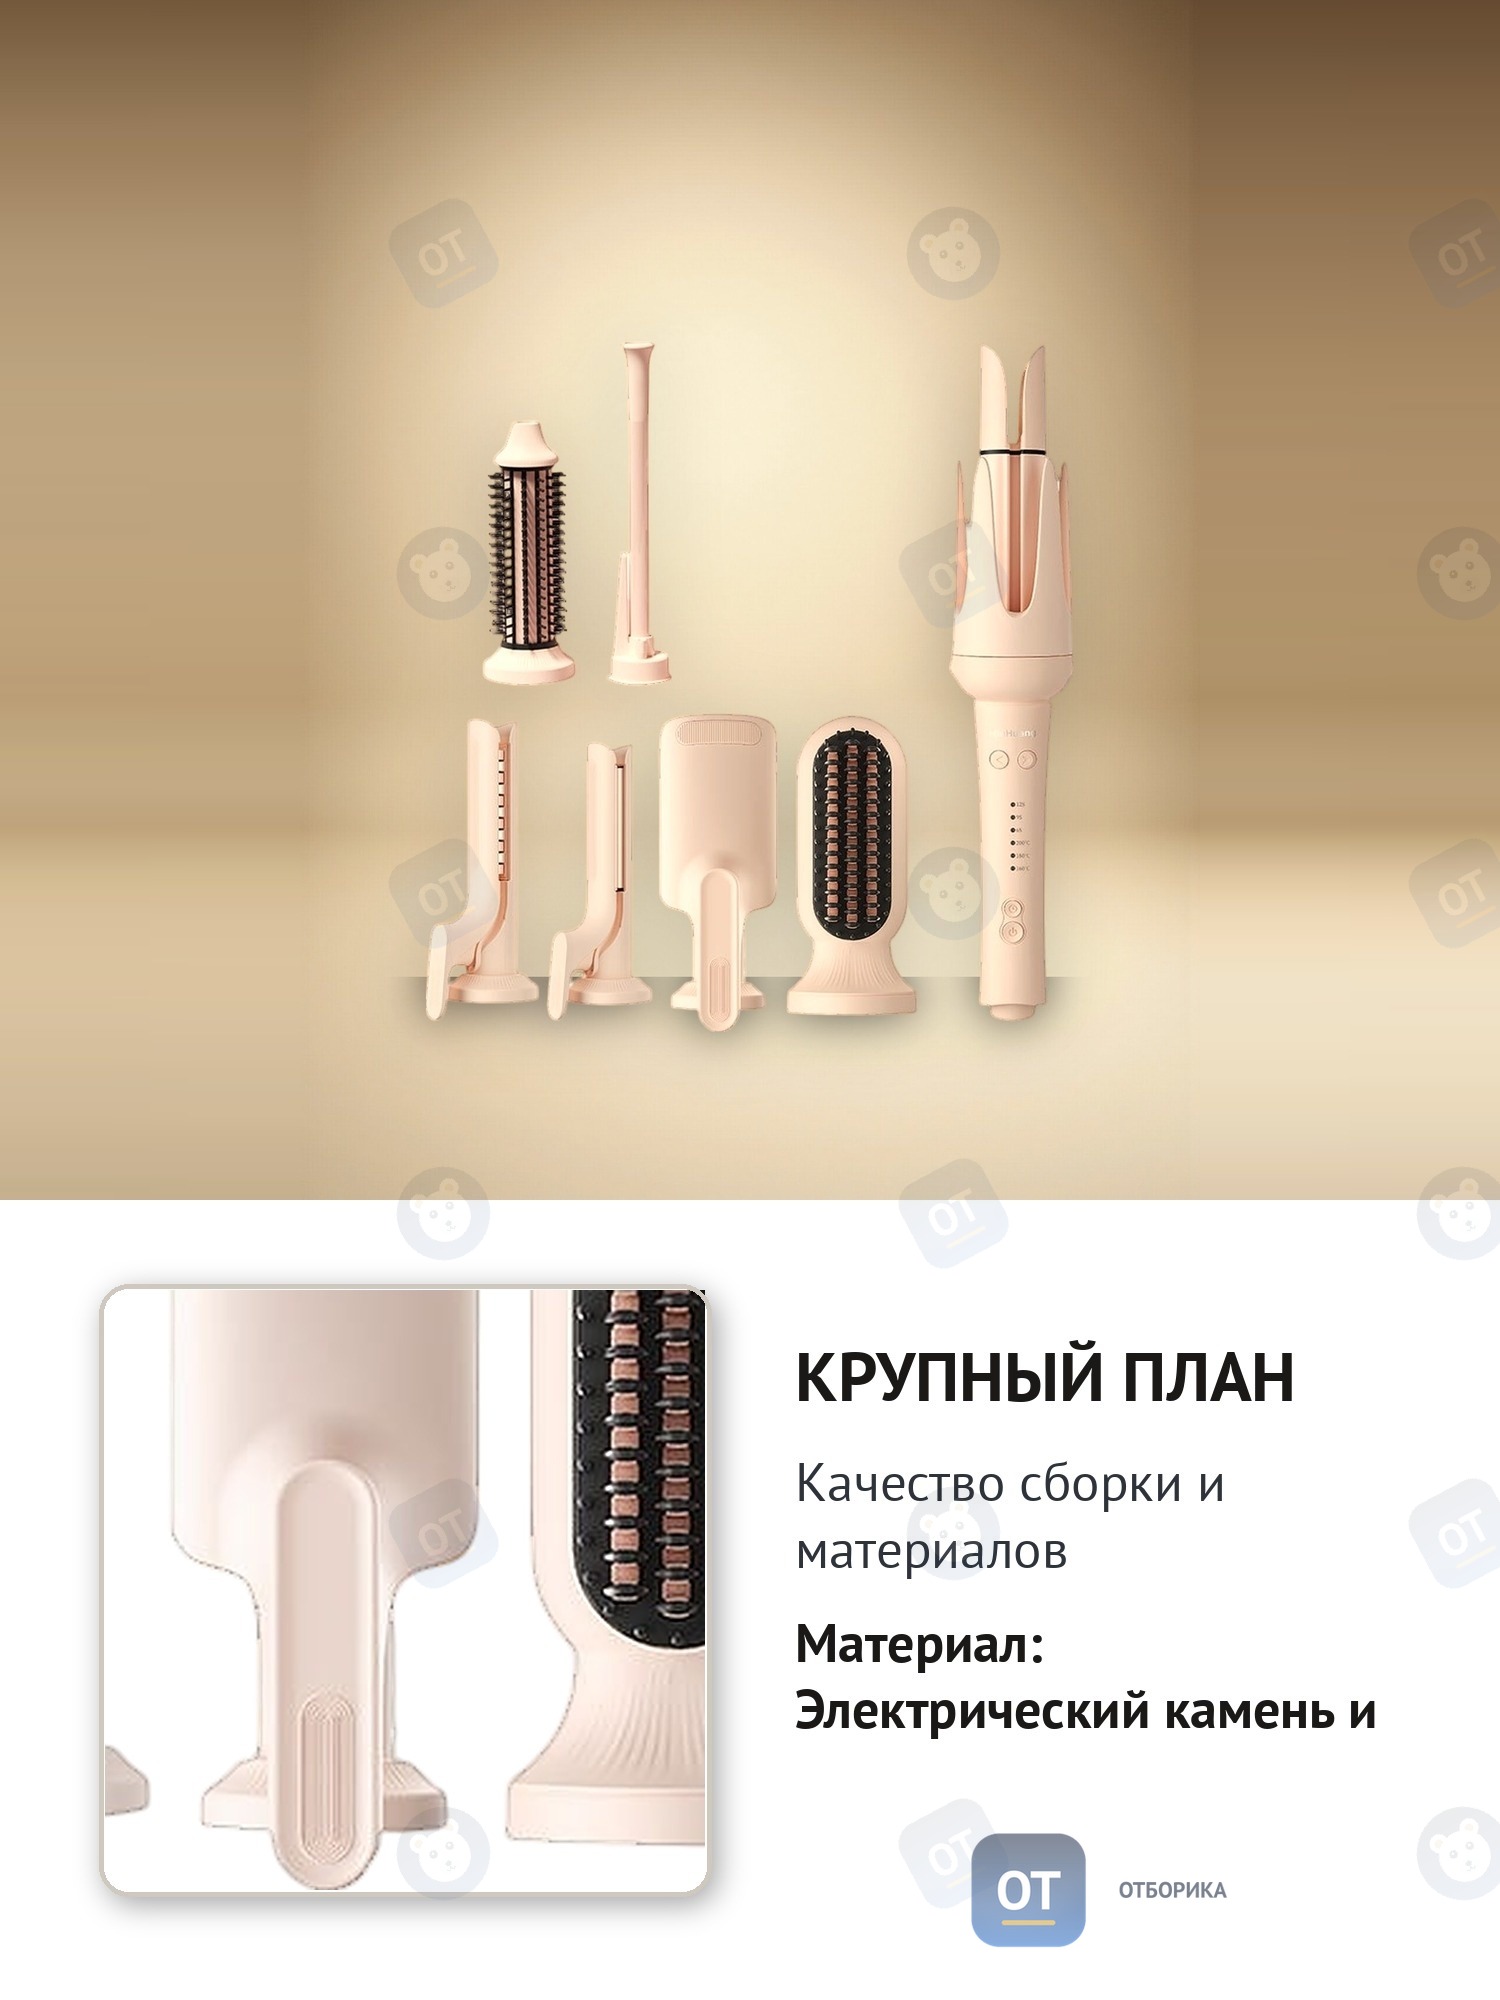 КРУПНЫЙ ПЛАН
Качество сборки и
материалов
Материал:
Электрический камень и
ОТ
ОТБОРИКА